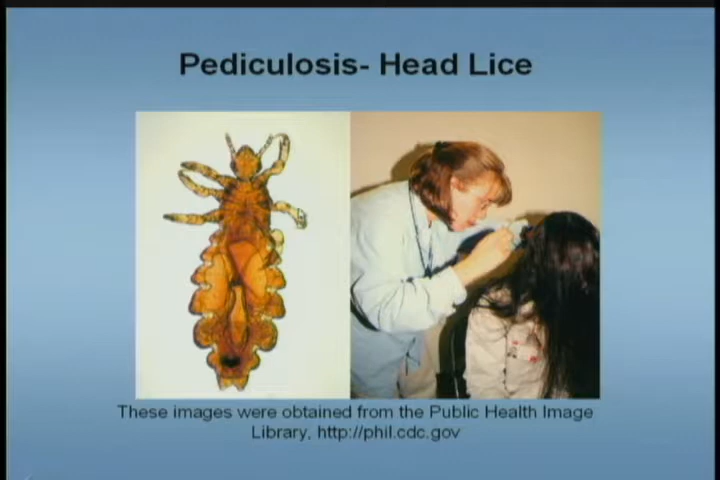 Pediculosis- Head Lice
These images were obtained from the Public Health Image
Library, http://phil.cdc.gov